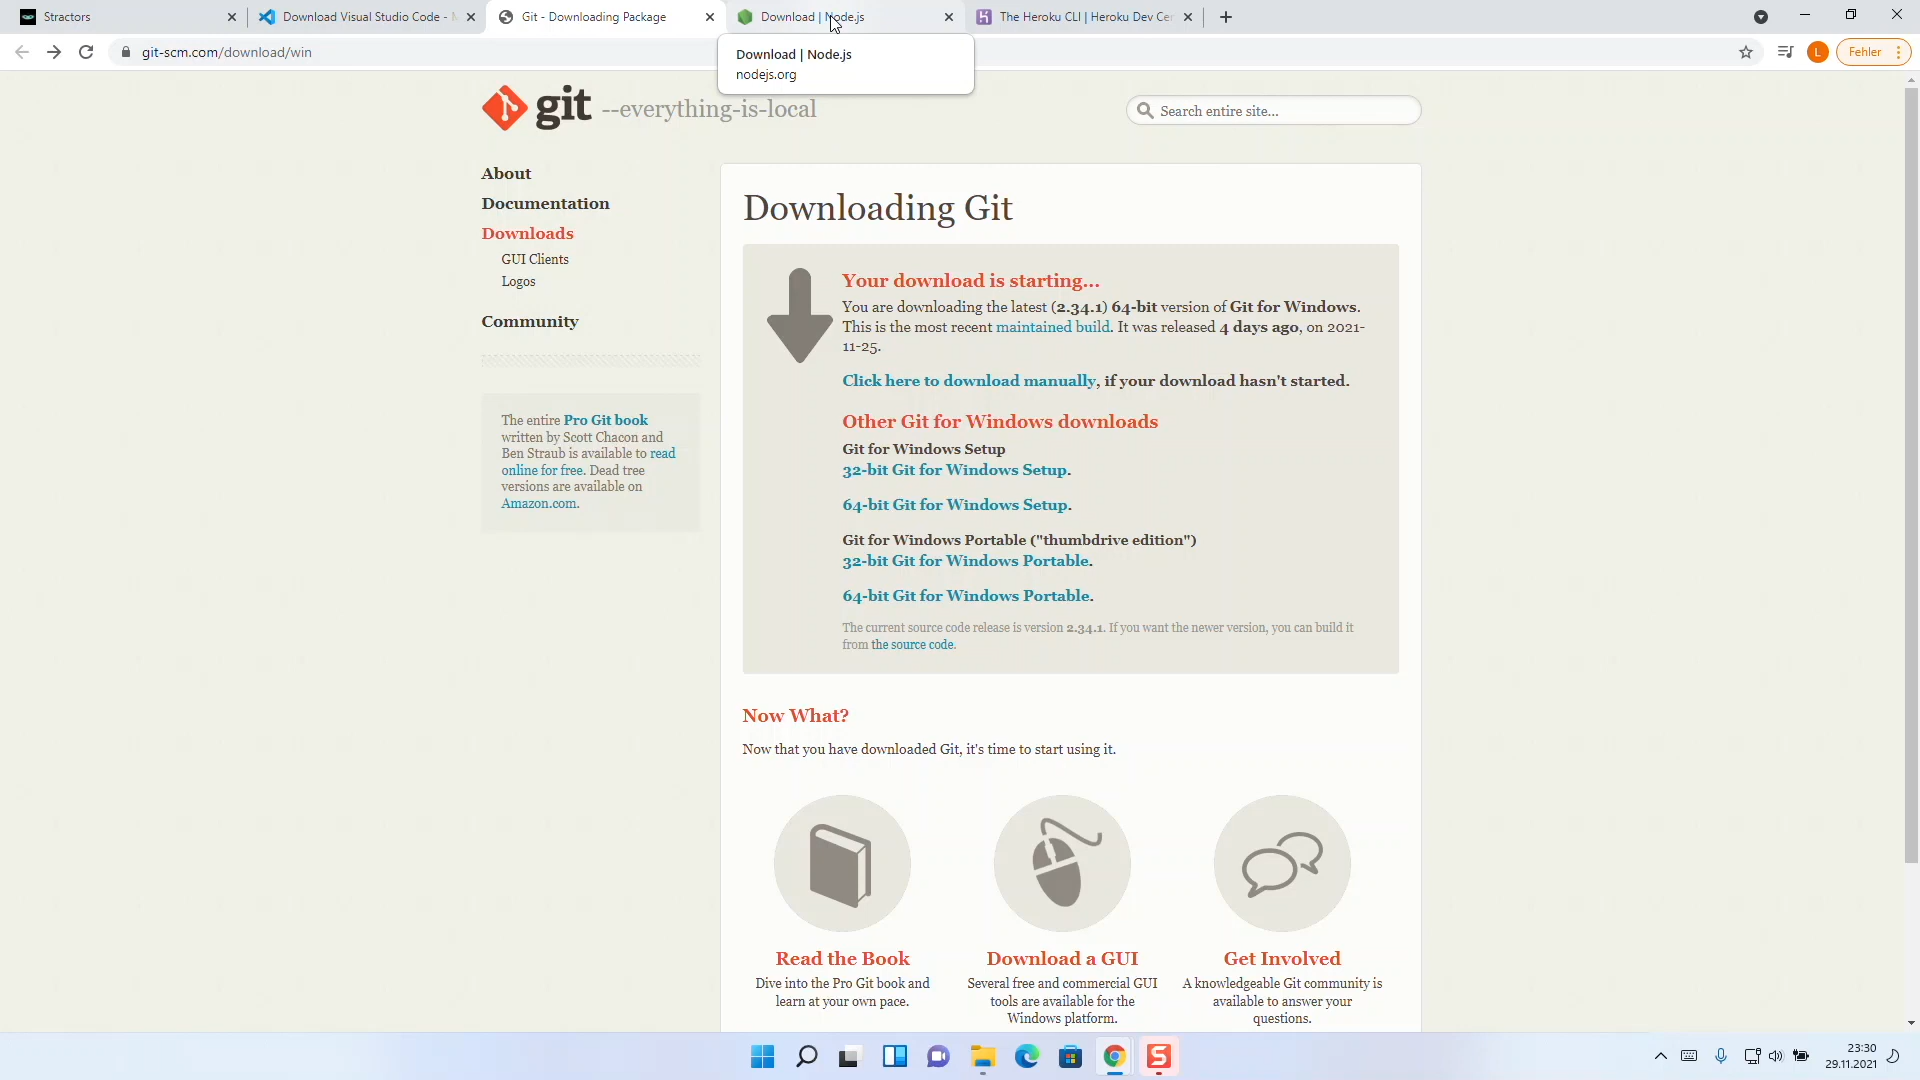 Stractors
Download Visual Studio Code - M
Git - Downloading Package
Download | Node.js
The Heroku CLI | Heroku Dev Cen
git-scm.com/download/win
Fehler
L
Download | Node.js
nodejs.org
git --everything-is-local
Search entire site...
About
Documentation
Downloads
GUI Clients
Logos
Community
The entire Pro Git book
written by Scott Chacon and
Ben Straub is available to read
online for free. Dead tree
versions are available on
Amazon.com.
Downloading Git
Your download is starting...
You are downloading the latest (2.34.1) 64-bit version of Git for Windows.
This is the most recent maintained build. It was released 4 days ago, on 2021-
11-25.
Click here to download manually, if your download hasn't started.
Other Git for Windows downloads
Git for Windows Setup
32-bit Git for Windows Setup.
64-bit Git for Windows Setup.
Git for Windows Portable ("thumbdrive edition")
32-bit Git for Windows Portable.
64-bit Git for Windows Portable.
The current source code release is version 2.34.1. If you want the newer version, you can build it
from the source code.
Now What?
Now that you have downloaded Git, it's time to start using it.
Read the Book
Dive into the Pro Git book and
learn at your own pace.
Download a GUI
Several free and commercial GUI
tools are available for the
Windows platform.
Get Involved
A knowledgeable Git community is
available to answer your
questions.
23:30
29.11.2021